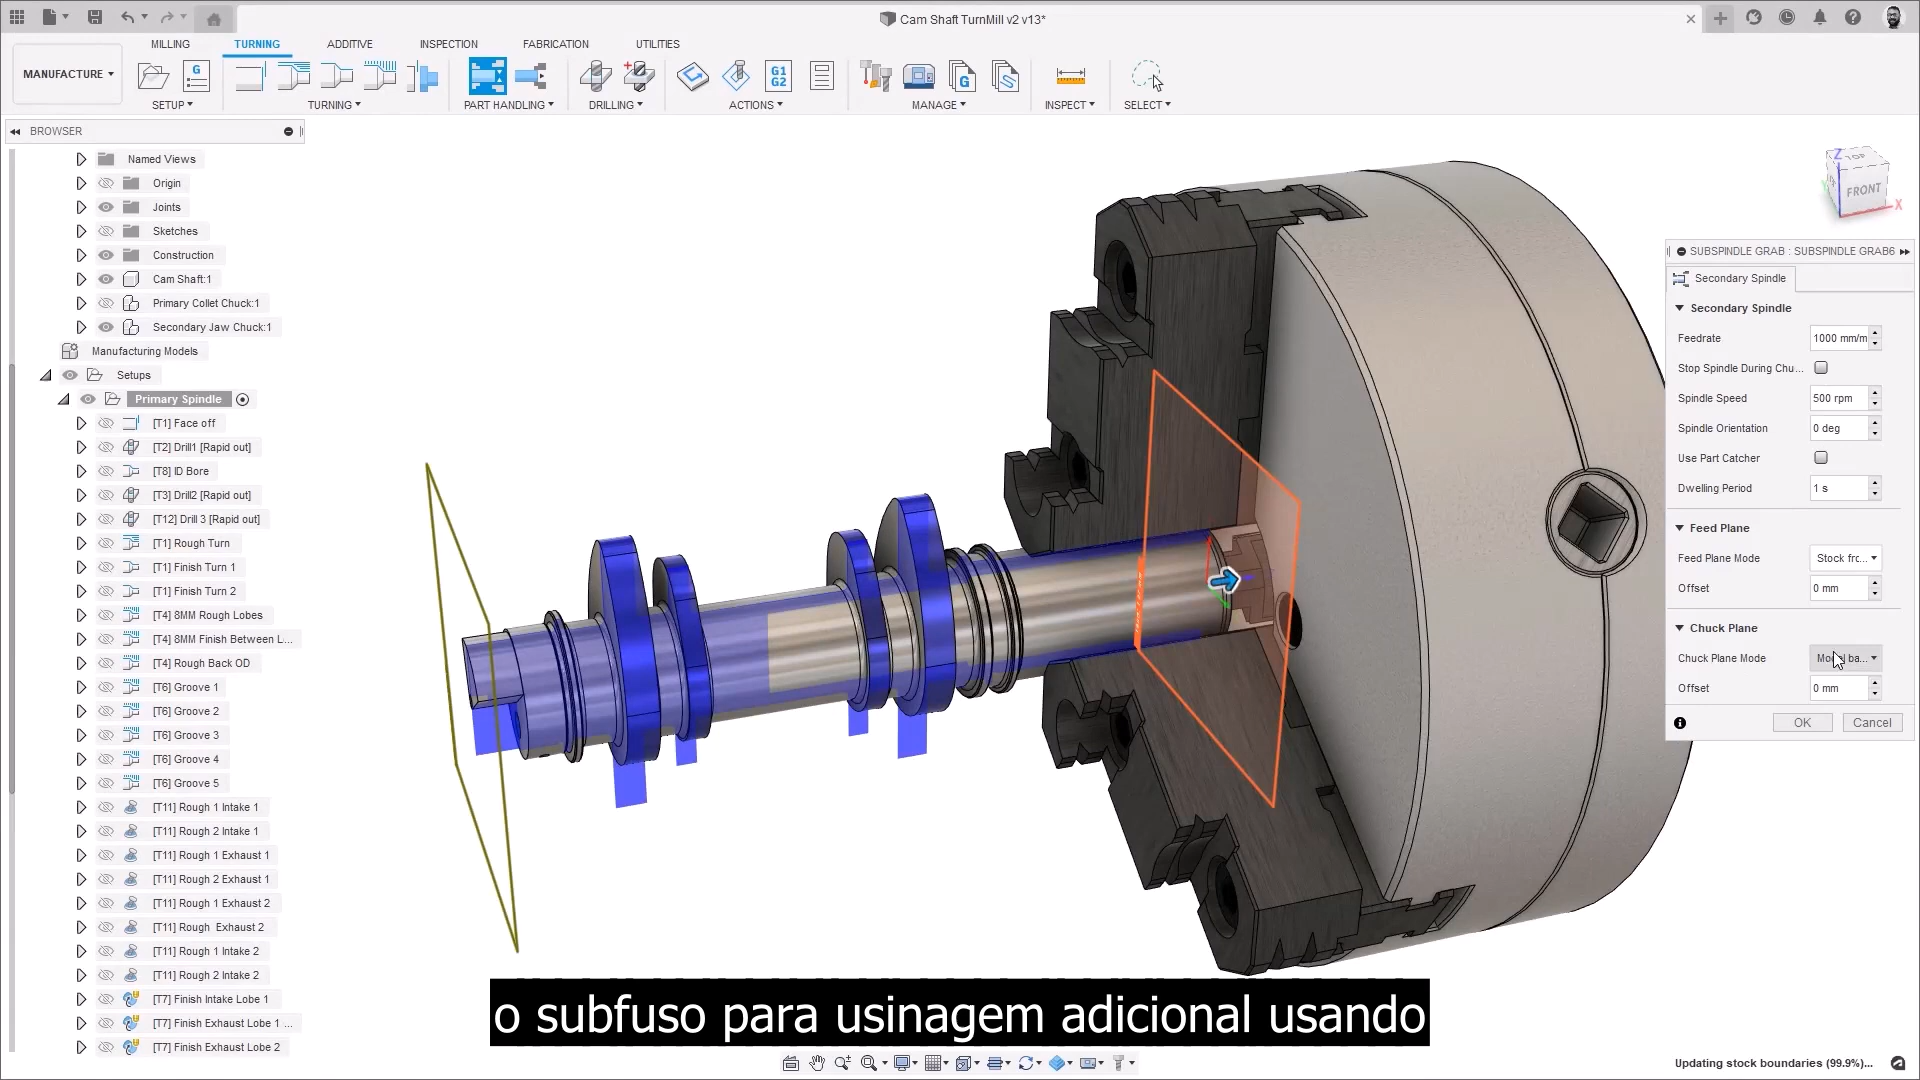 Cam Shaft TurnMill v2 v13*
MILLING
TURNING
ADDITIVE
INSPECTION
FABRICATION
UTILITIES
MANUFACTURE
SETUP
TURNING
PART HANDLING
DRILLING
ACTIONS
MANAGE
INSPECT
SELECT
G
G1
G2
G
BROWSER
Named Views
Origin
Joints
Sketches
Construction
Cam Shaft:1
Primary Collet Chuck:1
Secondary Jaw Chuck:1
Manufacturing Models
Setups
Primary Spindle
[T1] Face off
[T2] Drill1 [Rapid out]
[T8] ID Bore
[T3] Drill2 [Rapid out]
[T12] Drill 3 [Rapid out]
[T1] Rough Turn
[T1] Finish Turn 1
[T1] Finish Turn 2
[T4] 8MM Rough Lobes
[T4] 8MM Finish Between L...
[T4] Rough Back OD
[T6] Groove 1
[T6] Groove 2
[T6] Groove 3
[T6] Groove 4
[T6] Groove 5
[T11] Rough 1 Intake 1
[T11] Rough 2 Intake 1
[T11] Rough 1 Exhaust 1
[T11] Rough 2 Exhaust 1
[T11] Rough 1 Exhaust 2
[T11] Rough Exhaust 2
[T11] Rough 1 Intake 2
[T11] Rough 2 Intake 2
[T7] Finish Intake Lobe 1
[T7] Finish Exhaust Lobe 1 ...
[T7] Finish Exhaust Lobe 2
Z
TOP
FRONT
X
SUBSPINDLE GRAB : SUBSPINDLE GRAB6
Secondary Spindle
Secondary Spindle
Feedrate 1000 mm/m
Stop Spindle During Chu...
Spindle Speed 500 rpm
Spindle Orientation 0 deg
Use Part Catcher
Dwelling Period 1 s
Feed Plane
Feed Plane Mode Stock fro...
Offset 0 mm
Chuck Plane
Chuck Plane Mode
Offset 0 mm
OK Cancel
o subfuso para usinagem adicional usando
Updating stock boundaries (99.9%)...